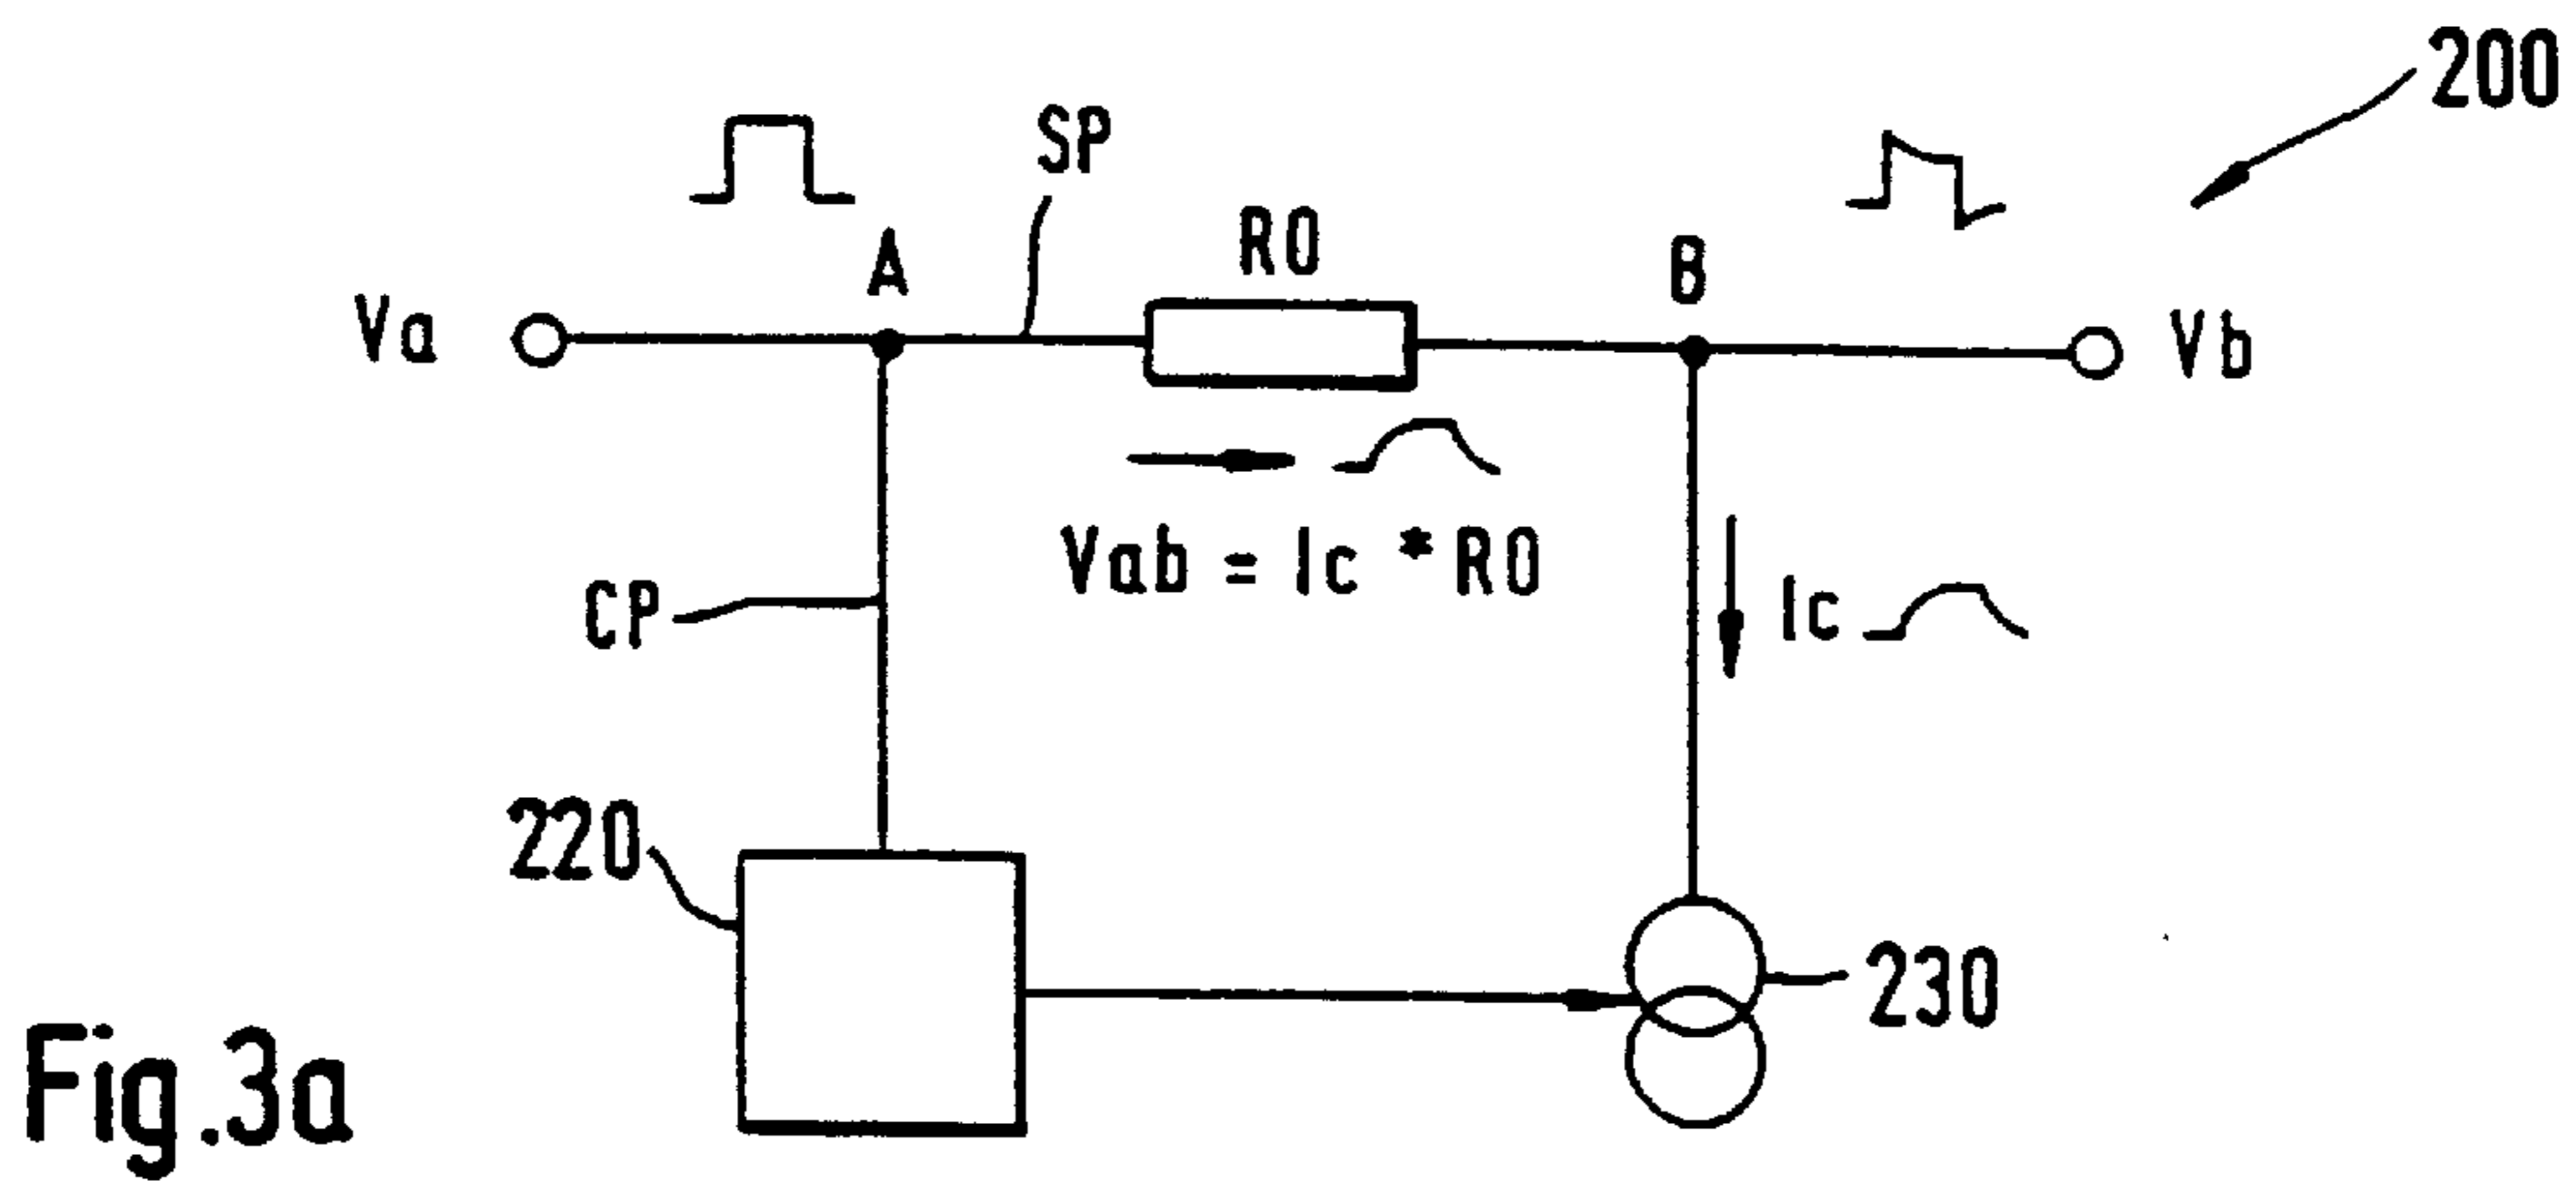 200
SP
R0
A
B
Va
Vb
Vab = Ic * R0
CP
Ic
220
230
Fig.3a